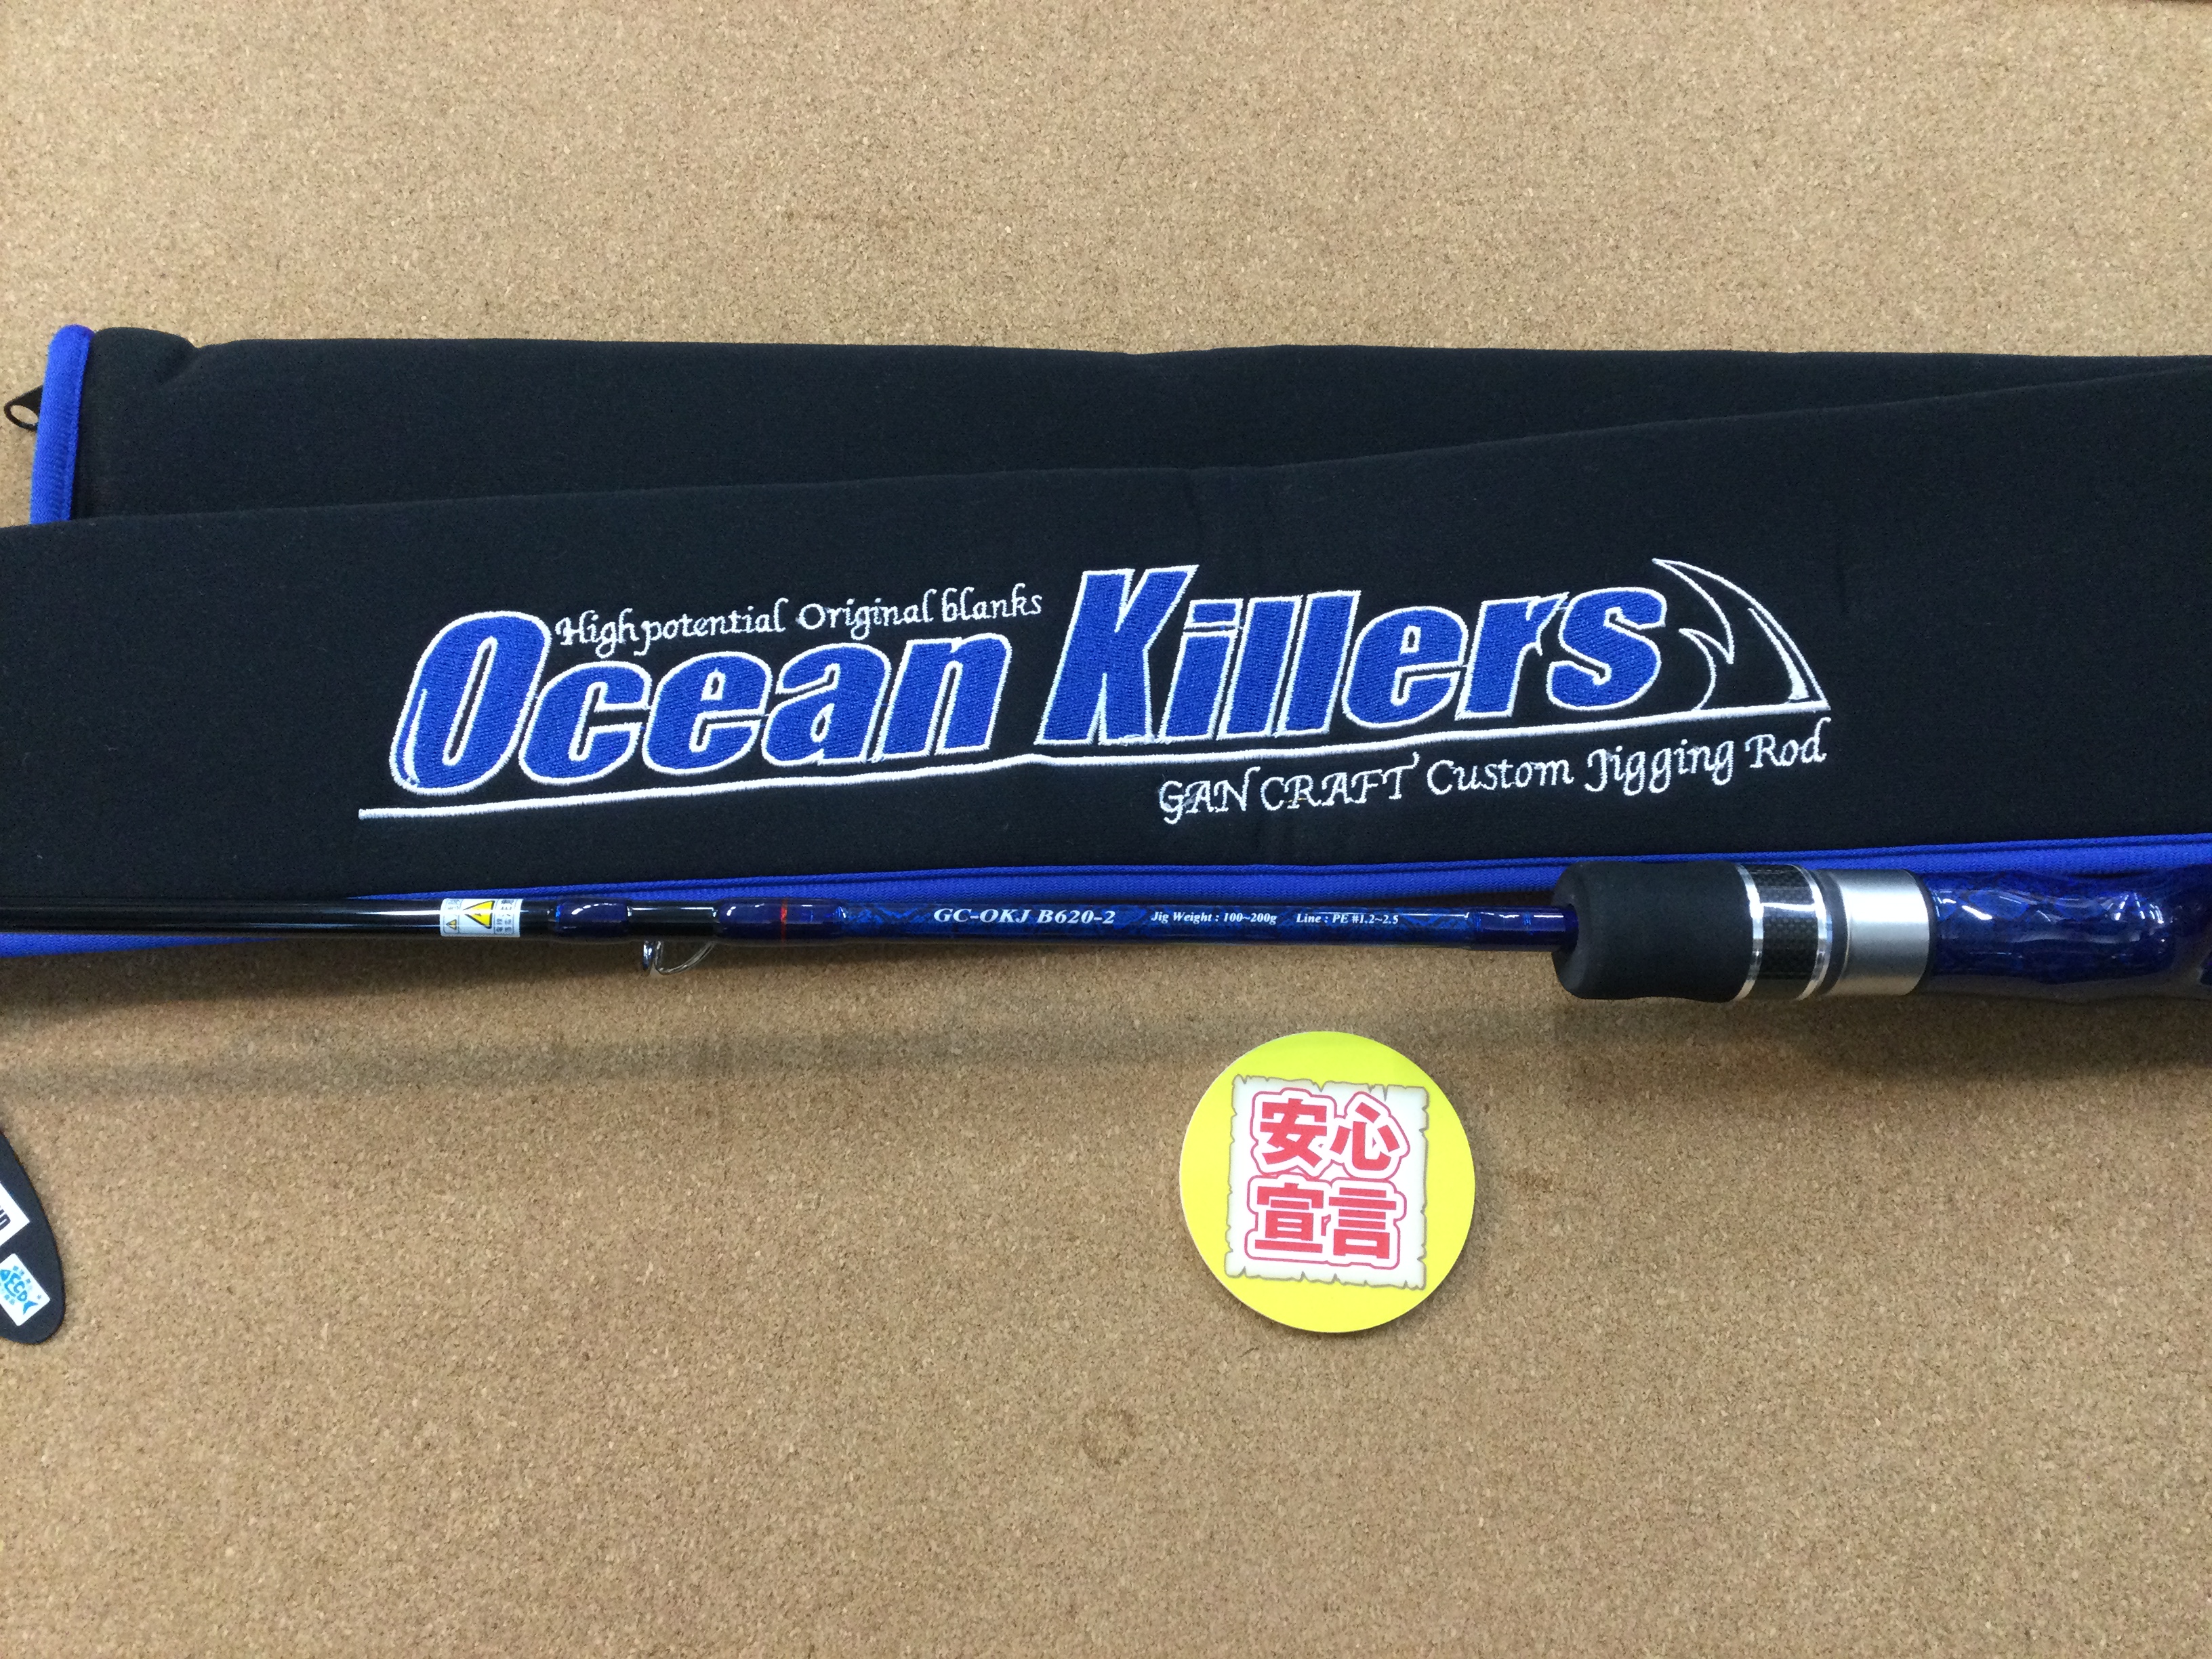 High potential Original blanks
Ocean Killers
GAN CRAFT Custom Jigging Rod
GC-OKJ B620-2 Jig Weight : 100~200g Line : PE #1.2~2.5
安心
宣言